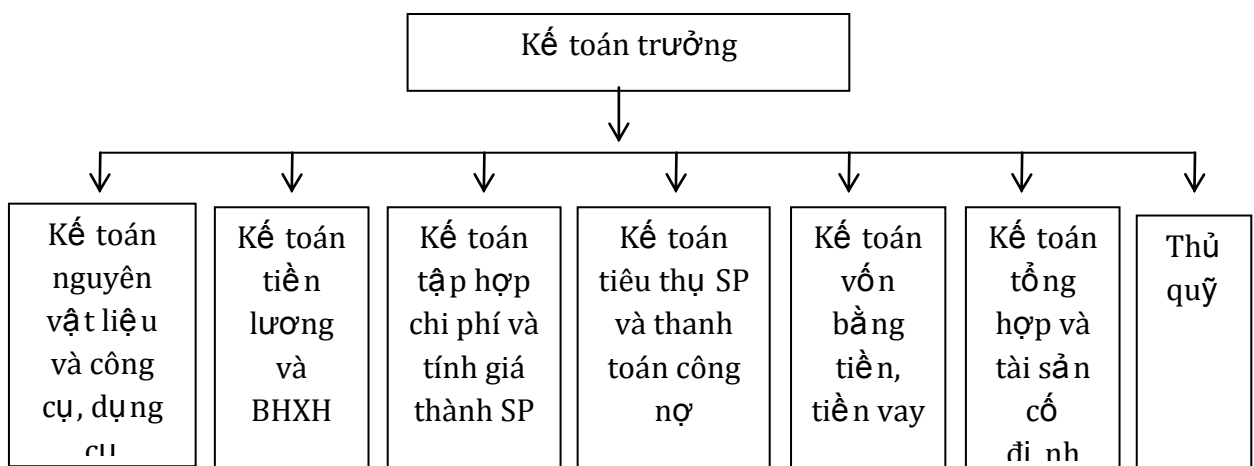 Kế toán trưởng
Kế toán
nguyên
vật liệu
và công
cụ, dụng
cụ
Kế toán
tiền
lương
và
BHXH
Kế toán
tập hợp
chi phí và
tính giá
thành SP
Kế toán
tiêu thụ SP
và thanh
toán công
nợ
Kế toán
vốn
bằng
tiền,
tiền vay
Kế toán
tổng
hợp và
tài sản
cố
định
Thủ
quỹ